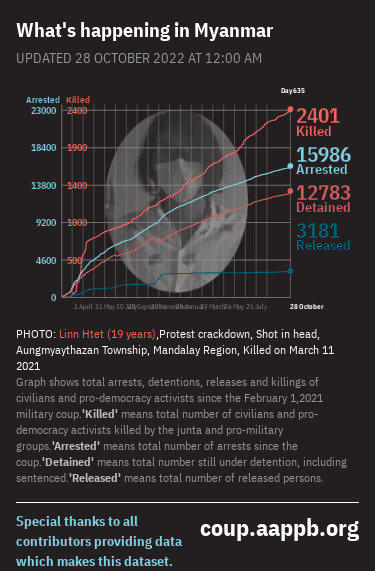 What's happening in Myanmar
UPDATED 28 OCTOBER 2022 AT 12:00 AM
Day635
Arrested Killed
23000 2400
18400 1900
13800 1400
9200 1000
4600 500
0
2401
Killed
15986
Arrested
12783
Detained
3181
Released
1 April 31 May 30
25 July
28 October
PHOTO: Linn Htet (19 years),Protest crackdown, Shot in head,
Aungmyaythazan Township, Mandalay Region, Killed on March 11
2021
Graph shows total arrests, detentions, releases and killings of
civilians and pro-democracy activists since the February 1,2021
military coup.'Killed' means total number of civilians and pro-
democracy activists killed by the junta and pro-military
groups.'Arrested' means total number of arrests since the
coup.'Detained' means total number still under detention, including
sentenced.'Released' means total number of released persons.
Special thanks to all
contributors providing data
which makes this dataset.
coup.aappb.org